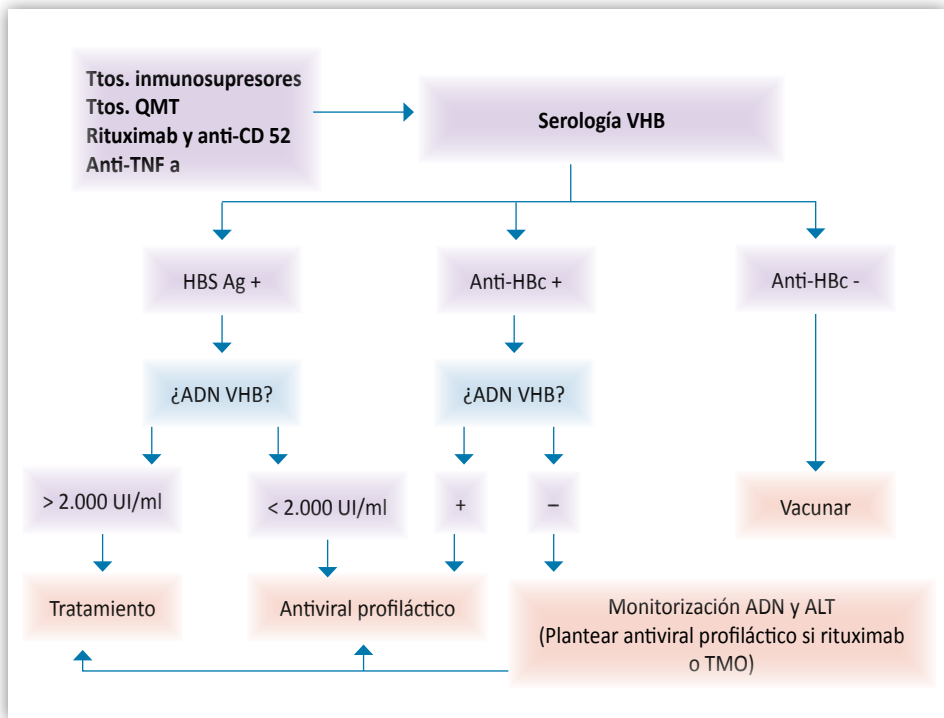 Ttos. inmunosupresores
Ttos. QMT
Rituximab y anti-CD 52
Anti-TNF a
Serología VHB
HBS Ag +
Anti-HBc +
Anti-HBc -
¿ADN VHB?
¿ADN VHB?
> 2.000 UI/ml
< 2.000 UI/ml
+
–
Vacunar
Tratamiento
Antiviral profiláctico
Monitorización ADN y ALT
(Plantear antiviral profiláctico si rituximab
o TMO)